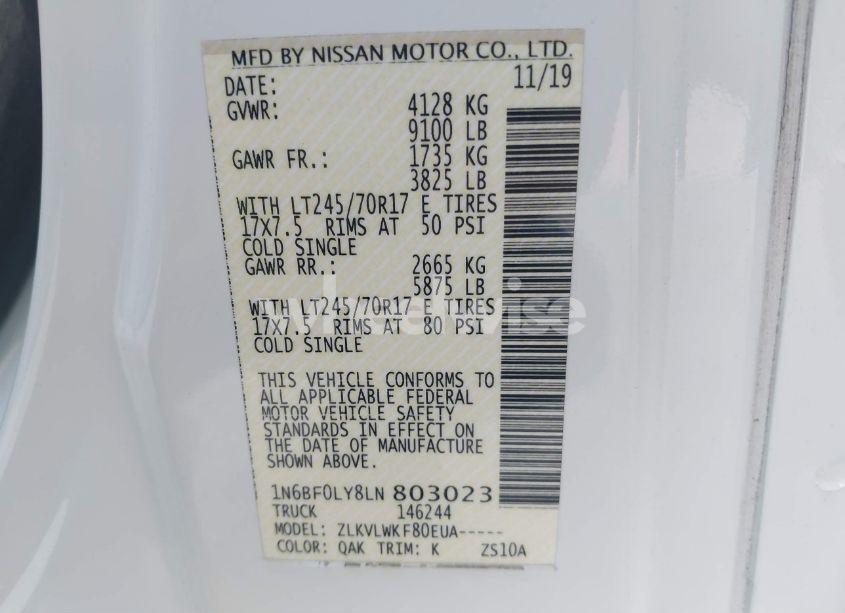 MFD BY NISSAN MOTOR CO., LTD.
DATE: 11/19
GVWR: 4128 KG
9100 LB
GAWR FR.: 1735 KG
3825 LB
WITH LT245/70R17 E TIRES
17X7.5 RIMS AT 50 PSI
COLD SINGLE
GAWR RR.: 2665 KG
5875 LB
WITH LT245/70R17 E TIRES
17X7.5 RIMS AT 80 PSI
COLD SINGLE
THIS VEHICLE CONFORMS TO
ALL APPLICABLE FEDERAL
MOTOR VEHICLE SAFETY
STANDARDS IN EFFECT ON
THE DATE OF MANUFACTURE
SHOWN ABOVE.
1N6BF0LY8LN 803023
TRUCK 146244
MODEL: ZLKVLWKF80EUA-----
COLOR: QAK TRIM: K ZS10A